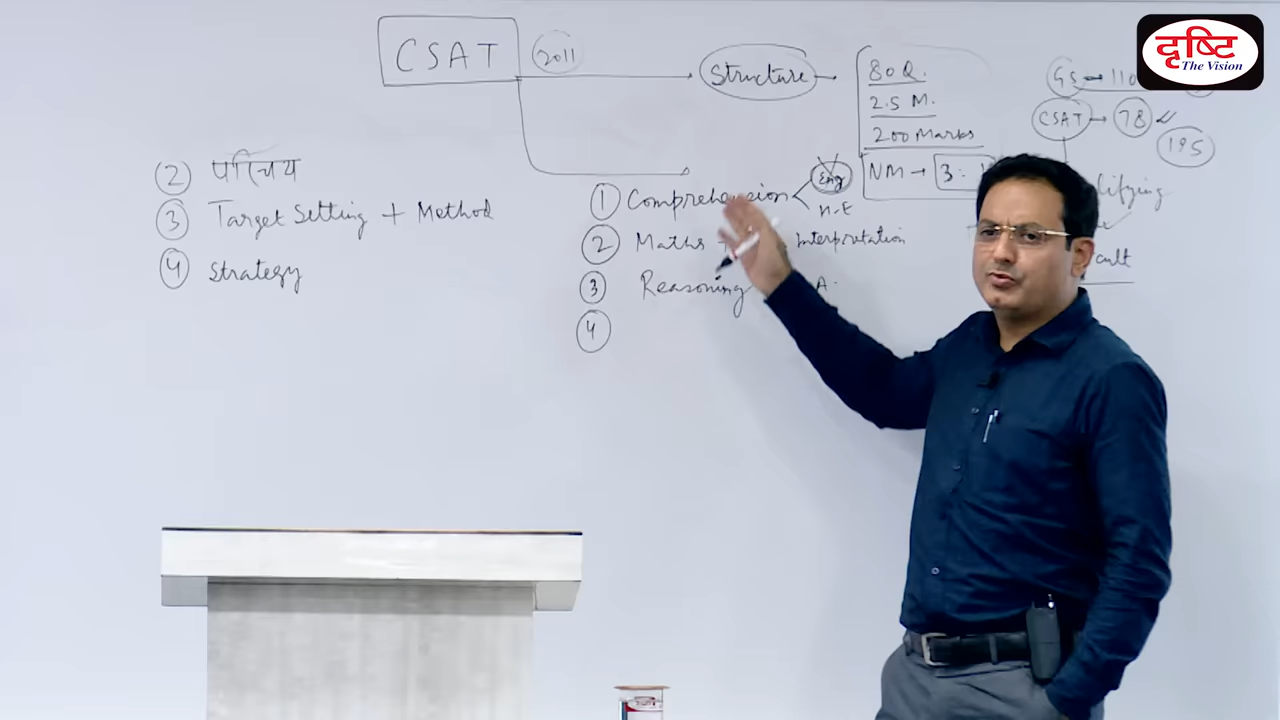 दृष्टि
The Vision
CSAT
2011
Structure
80 Q.
2.5 M.
200 Marks
NM → 3:
GS → 110
CSAT → 78
195
② परिचय
③ Target Setting + Method
④ Strategy
① Comprehension
Eng
N.E
② Maths + Interpretation
③ Reasoning A.
④